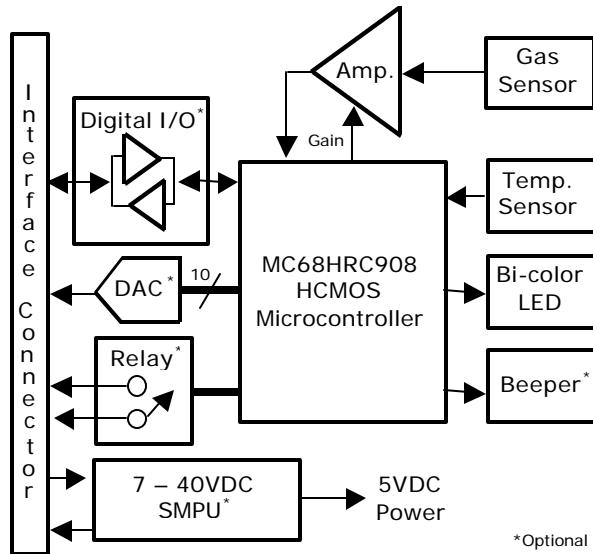 Interface Connector
Digital I/O*
Amp.
Gas
Sensor
Gain
Temp.
Sensor
MC68HRC908
HCMOS
Microcontroller
DAC*
10
Bi-color
LED
Relay*
Beeper*
7 – 40VDC
SMPU*
5VDC
Power
*Optional